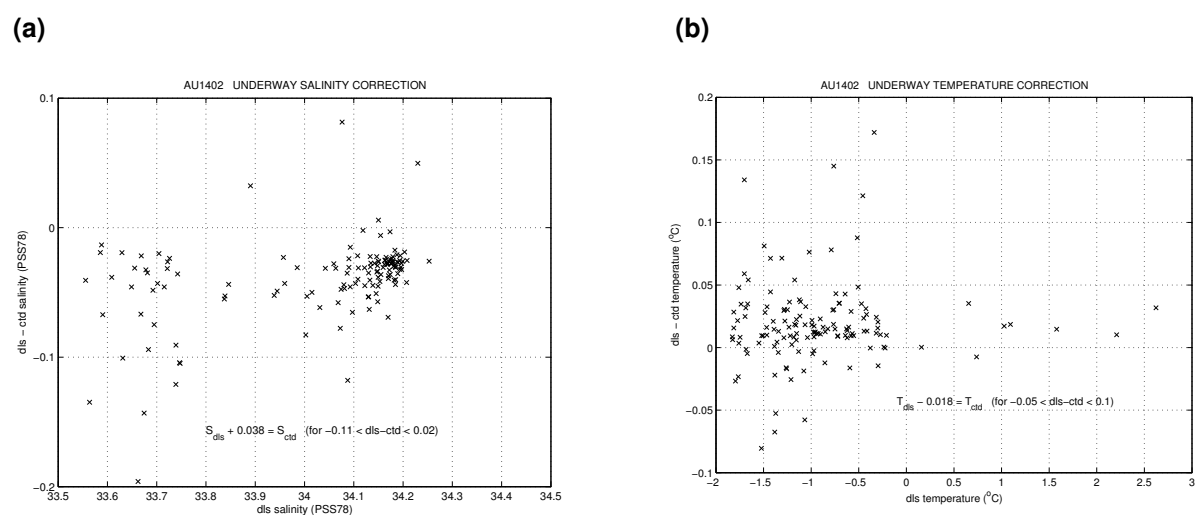 (a)
AU1402 UNDERWAY SALINITY CORRECTION
0.1
0
−0.1
−0.2
dls − ctd salinity (PSS78)
S_dls + 0.038 = S_ctd (for −0.11 < dls−ctd < 0.02)
33.5 33.6 33.7 33.8 33.9 34 34.1 34.2 34.3 34.4 34.5
dls salinity (PSS78)
(b)
AU1402 UNDERWAY TEMPERATURE CORRECTION
0.2
0.15
0.1
0.05
0
−0.05
−0.1
dls − ctd temperature (°C)
T_dls − 0.018 = T_ctd (for −0.05 < dls−ctd < 0.1)
−2 −1.5 −1 −0.5 0 0.5 1 1.5 2 2.5 3
dls temperature (°C)